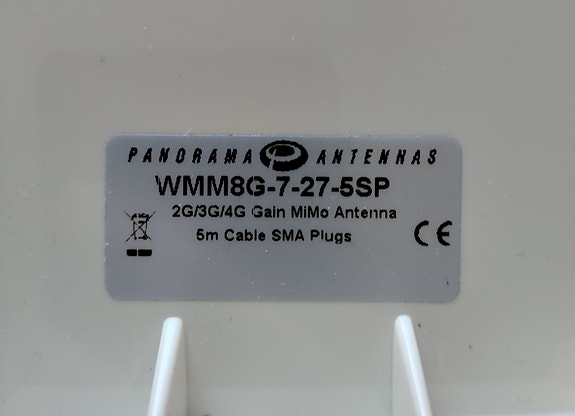 PANORAMA P ANTENNAS
WMM8G-7-27-5SP
2G/3G/4G Gain MiMo Antenna
5m Cable SMA Plugs
CE